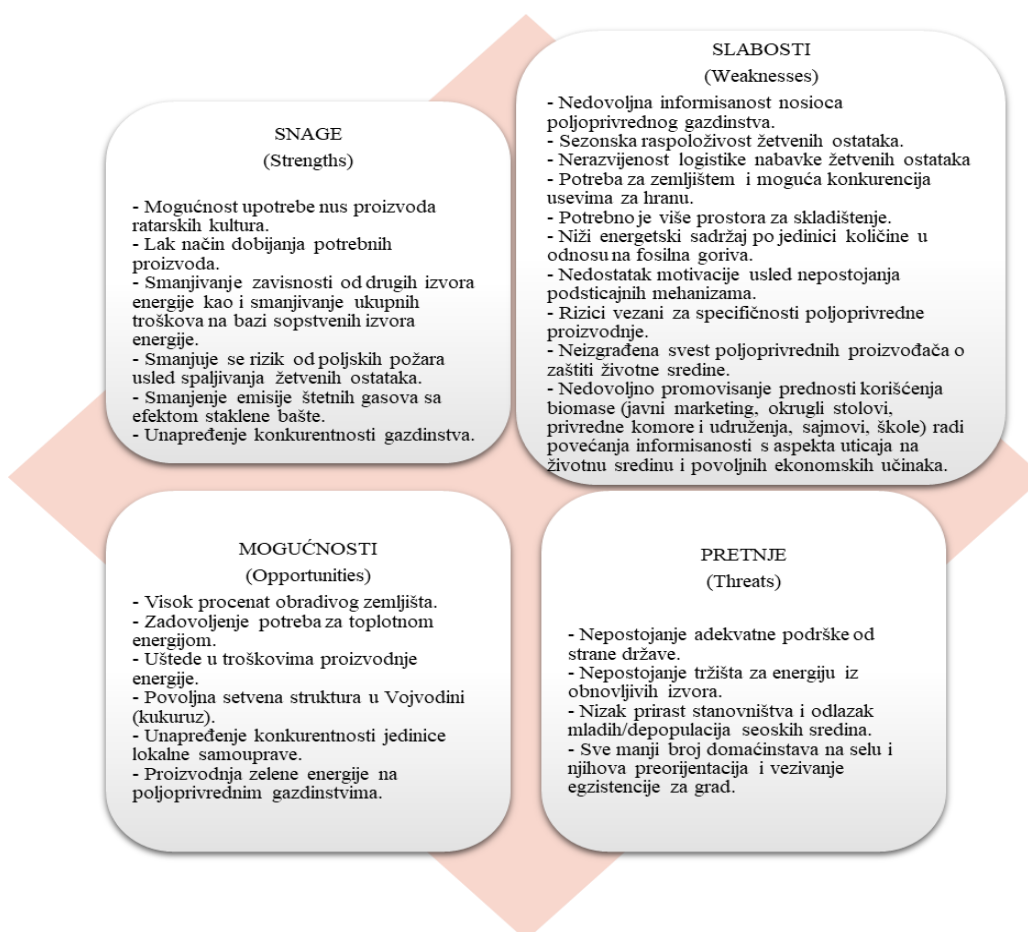 SNAGE
(Strengths)
- Mogućnost upotrebe nus proizvoda
ratarskih kultura.
- Lak način dobijanja potrebnih
proizvoda.
- Smanjivanje zavisnosti od drugih izvora
energije kao i smanjivanje ukupnih
troškova na bazi sopstvenih izvora
energije.
- Smanjuje se rizik od poljskih požara
usled spaljivanja žetvenih ostataka.
- Smanjenje emisije štetnih gasova sa
efektom staklene bašte.
- Unapređenje konkurentnosti gazdinstva.
SLABOSTI
(Weaknesses)
- Nedovoljna informisanost nosioca
poljoprivrednog gazdinstva.
- Sezonska raspoloživost žetvenih ostataka.
- Nerazvijenost logistike nabavke žetvenih ostataka
- Potreba za zemljištem i moguća konkurencija
usevima za hranu.
- Potrebno je više prostora za skladištenje.
- Niži energetski sadržaj po jedinici količine u
odnosu na fosilna goriva.
- Nedostatak motivacije usled nepostojanja
podsticajnih mehanizama.
- Rizici vezani za specifičnosti poljoprivredne
proizvodnje.
- Neizgrađena svest poljoprivrednih proizvođača o
zaštiti životne sredine.
- Nedovoljno promovisanje prednosti korišćenja
biomase (javni marketing, okrugli stolovi,
privredne komore i udruženja, sajmovi, škole) radi
povećanja informisanosti s aspekta uticaja na
životnu sredinu i povoljnih ekonomskih učinaka.
MOGUĆNOSTI
(Opportunities)
- Visok procenat obradivog zemljišta.
- Zadovoljenje potreba za toplotnom
energijom.
- Uštede u troškovima proizvodnje
energije.
- Povoljna setvena struktura u Vojvodini
(kukuruz).
- Unapređenje konkurentnosti jedinice
lokalne samouprave.
- Proizvodnja zelene energije na
poljoprivrednim gazdinstvima.
PRETNJE
(Threats)
- Nepostojanje adekvatne podrške od
strane države.
- Nepostojanje tržišta za energiju iz
obnovljivih izvora.
- Nizak prirast stanovništva i odlazak
mladih/depopulacija seoskih sredina.
- Sve manji broj domaćinstava na selu i
njihova preorijentacija i vezivanje
egzistencije za grad.